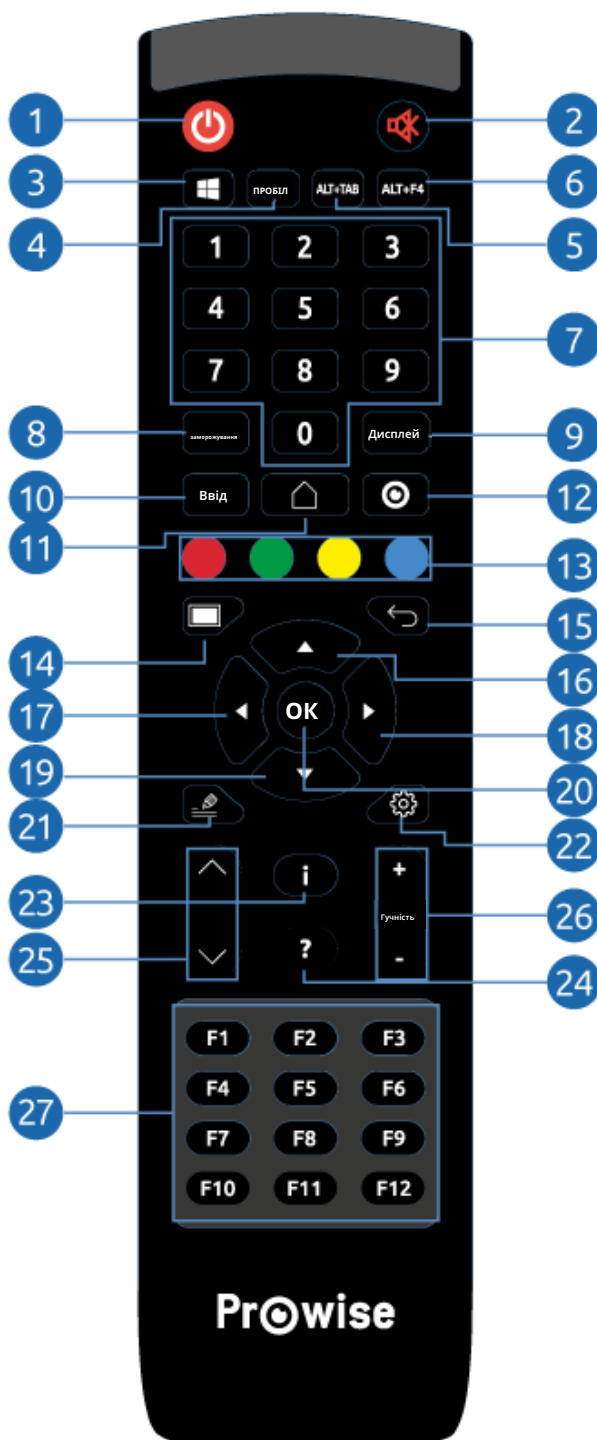 1 2
3 ПРОБІЛ ALT+TAB ALT+F4 6
4 5
1 2 3
4 5 6
7
7 8 9
8 заморожування 0 Дисплей 9
10 Ввід 12
11
13
14 15
16
17 OK 18
19 20
21 22
i +
23 Гучність 26
25 ? -
24
F1 F2 F3
F4 F5 F6
27
F7 F8 F9
F10 F11 F12
Prowise